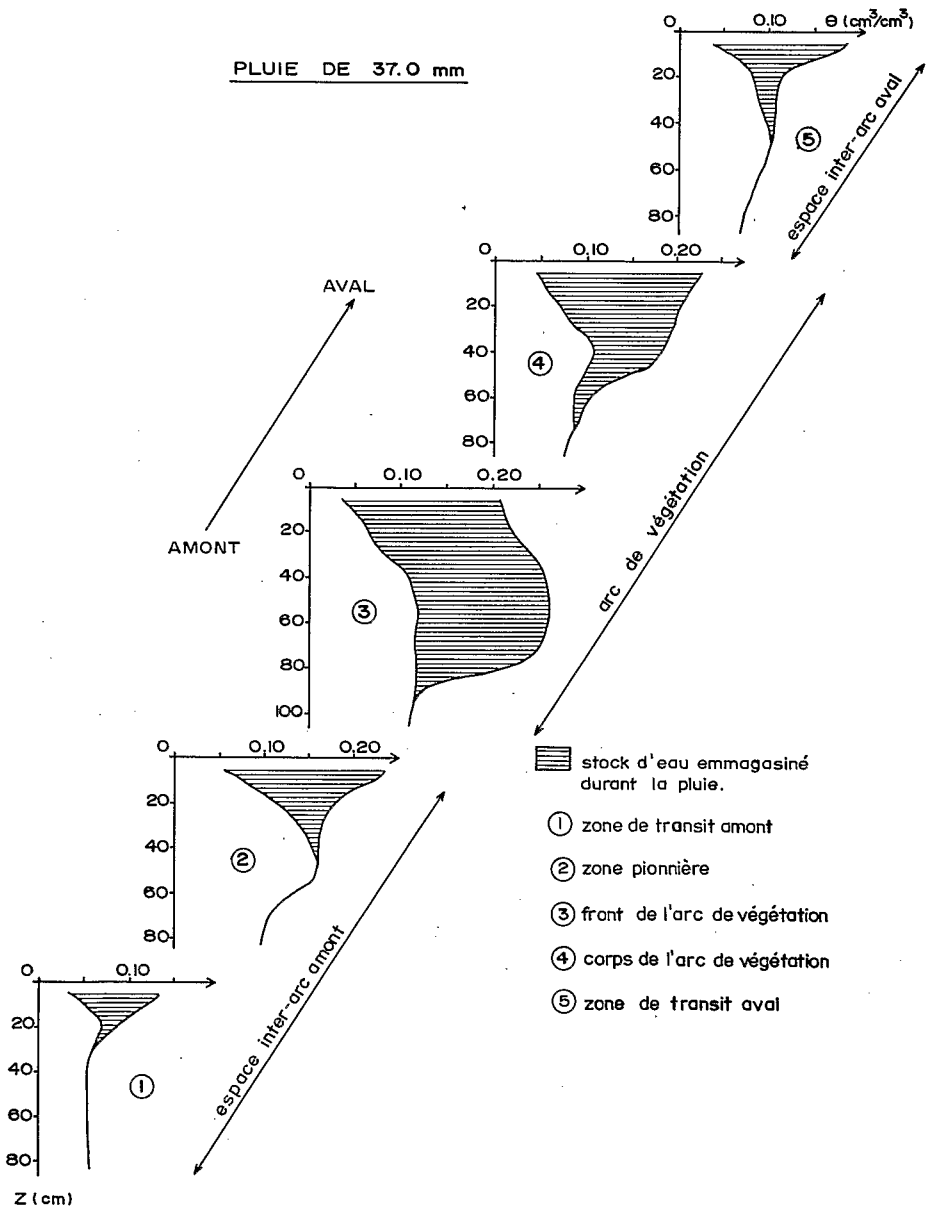 PLUIE DE 37.0 mm
0 0.10 θ (cm³/cm³)
20
40
60
80
5
espace inter-arc aval
0 0.10 0.20
20
40
60
80
4
AVAL
AMONT
arc de végétation
0 0.10 0.20
20
40
60
80
100
3
0 0.10 0.20
20
40
60
80
2
espace inter-arc amont
0 0.10
20
40
60
80
1
Z (cm)
stock d'eau emmagasiné
durant la pluie.
1 zone de transit amont
2 zone pionnière
3 front de l'arc de végétation
4 corps de l'arc de végétation
5 zone de transit aval